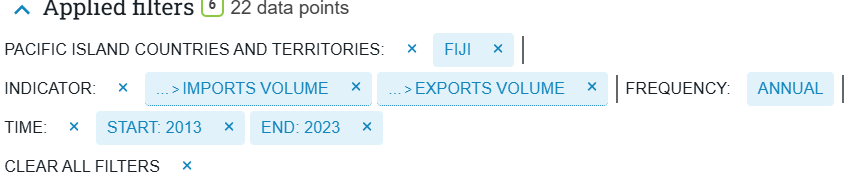 Applied filters 6 22 data points
PACIFIC ISLAND COUNTRIES AND TERRITORIES: × FIJI ×
INDICATOR: × ... > IMPORTS VOLUME × ... > EXPORTS VOLUME × FREQUENCY: ANNUAL
TIME: × START: 2013 × END: 2023 ×
CLEAR ALL FILTERS ×